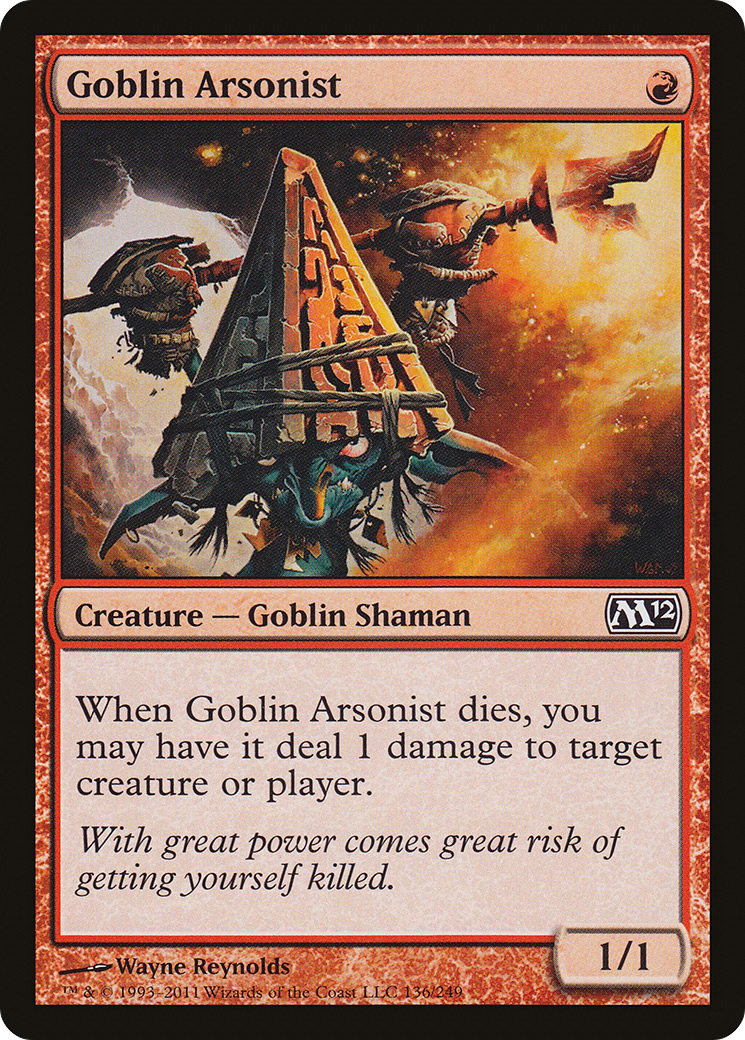 Goblin Arsonist
Creature — Goblin Shaman
M12
When Goblin Arsonist dies, you
may have it deal 1 damage to target
creature or player.
With great power comes great risk of
getting yourself killed.
1/1
Wayne Reynolds
™ & © 1993–2011 Wizards of the Coast LLC 136/249